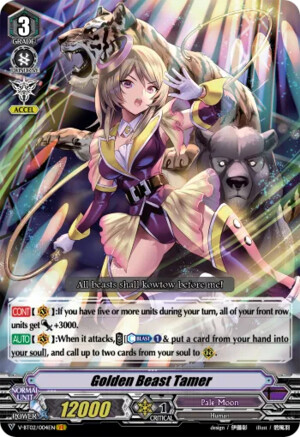 3
GRADE
ACCEL
All beasts shall kowtow before me!
CONT :If you have five or more units during your turn, all of your front row
units get +3000.
AUTO :When it attacks, BLAST 1 & put a card from your hand into
your soul, and call up to two cards from your soul to
NORMAL UNIT
Golden Beast Tamer
POWER
12000
1
CRITICAL
Pale Moon
Human
V-BT02/004EN
design /
illust /